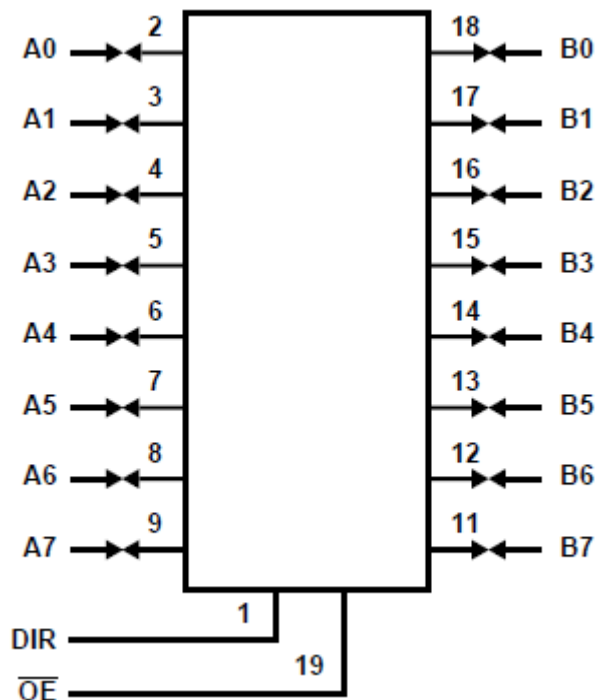 A0 2 18 B0
A1 3 17 B1
A2 4 16 B2
A3 5 15 B3
A4 6 14 B4
A5 7 13 B5
A6 8 12 B6
A7 9 11 B7
DIR 1
O̅E̅ 19